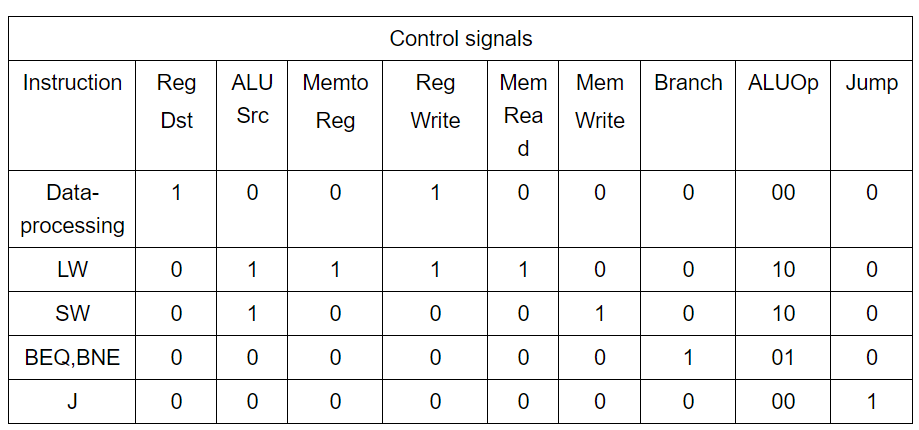 Control signals
Instruction Reg Dst ALU Src Memto Reg Reg Write Mem Rea d Mem Write Branch ALUOp Jump
Data-processing 1 0 0 1 0 0 0 00 0
LW 0 1 1 1 1 0 0 10 0
SW 0 1 0 0 0 1 0 10 0
BEQ,BNE 0 0 0 0 0 0 1 01 0
J 0 0 0 0 0 0 0 00 1